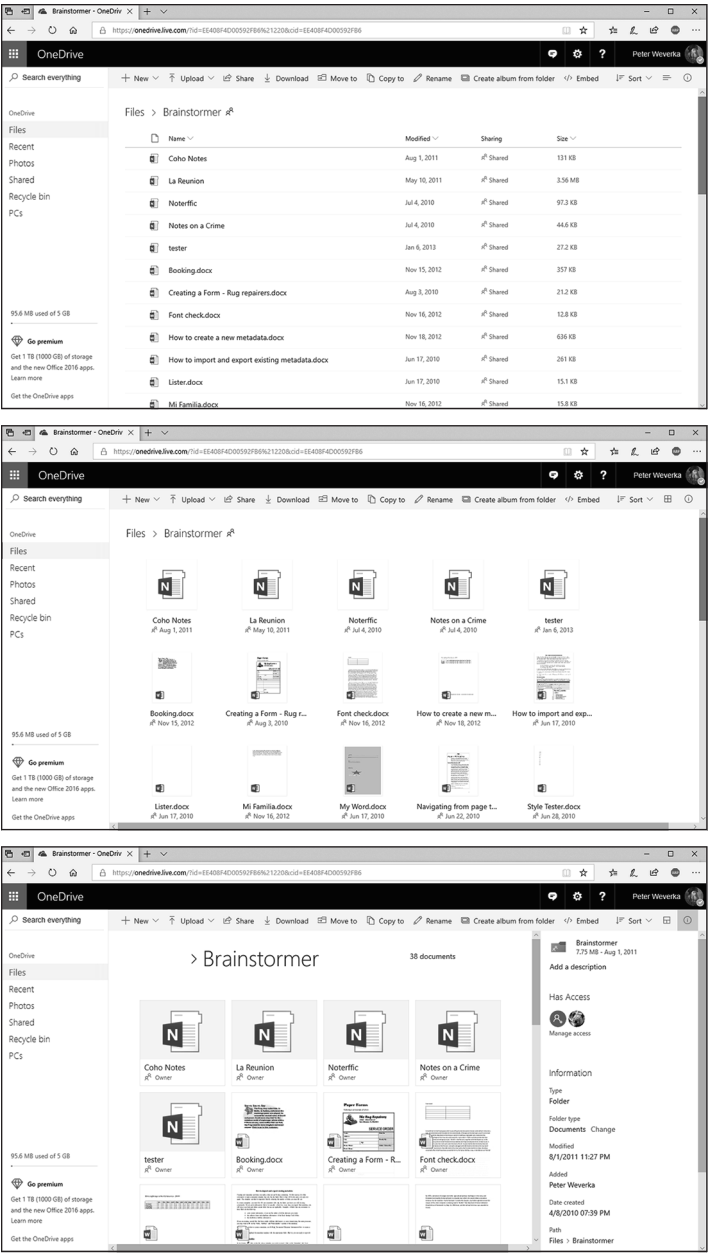 Brainstormer - OneDriv
https://onedrive.live.com/?id=EE408F4D00592FB6%21220&cid=EE408F4D00592FB6
OneDrive ? Peter Weverka
Search everything New Upload Share Download Move to Copy to Rename Create album from folder Embed Sort
OneDrive
Files
Recent
Photos
Shared
Recycle bin
PCs
95.6 MB used of 5 GB
Go premium
Get 1 TB (1000 GB) of storage
and the new Office 2016 apps.
Learn more
Get the OneDrive apps
Files > Brainstormer
Name Modified Sharing Size
Coho Notes Aug 1, 2011 Shared 131 KB
La Reunion May 10, 2011 Shared 3.56 MB
Noterffic Jul 4, 2010 Shared 97.3 KB
Notes on a Crime Jul 4, 2010 Shared 44.6 KB
tester Jan 6, 2013 Shared 27.2 KB
Booking.docx Nov 15, 2012 Shared 357 KB
Creating a Form - Rug repairers.docx Aug 3, 2010 Shared 21.2 KB
Font check.docx Nov 16, 2012 Shared 12.8 KB
How to create a new metadata.docx Nov 18, 2012 Shared 636 KB
How to import and export existing metadata.docx Jun 17, 2010 Shared 261 KB
Lister.docx Jun 17, 2010 Shared 15.1 KB
Mi Familia.docx Nov 16, 2012 Shared 15.8 KB
Brainstormer - OneDriv
https://onedrive.live.com/?id=EE408F4D00592FB6%21220&cid=EE408F4D00592FB6
OneDrive ? Peter Weverka
Search everything New Upload Share Download Move to Copy to Rename Create album from folder Embed Sort
OneDrive
Files
Recent
Photos
Shared
Recycle bin
PCs
95.6 MB used of 5 GB
Go premium
Get 1 TB (1000 GB) of storage
and the new Office 2016 apps.
Learn more
Get the OneDrive apps
Files > Brainstormer
N N N N N
Coho Notes La Reunion Noterffic Notes on a Crime tester
Aug 1, 2011 May 10, 2011 Jul 4, 2010 Jul 4, 2010 Jan 6, 2013
Booking.docx Creating a Form - Rug r... Font check.docx How to create a new m... How to import and exp...
Nov 15, 2012 Aug 3, 2010 Nov 16, 2012 Nov 18, 2012 Jun 17, 2010
Lister.docx Mi Familia.docx My Word.docx Navigating from page t... Style Tester.docx
Jun 17, 2010 Nov 16, 2012 Jun 17, 2010 Jun 22, 2010 Jun 28, 2010
Brainstormer - OneDriv
https://onedrive.live.com/?id=EE408F4D00592FB6%21220&cid=EE408F4D00592FB6
OneDrive ? Peter Weverka
Search everything New Upload Share Download Move to Copy to Rename Create album from folder Embed Sort
OneDrive
Files
Recent
Photos
Shared
Recycle bin
PCs
95.6 MB used of 5 GB
Go premium
Get 1 TB (1000 GB) of storage
and the new Office 2016 apps.
Learn more
Get the OneDrive apps
> Brainstormer 38 documents
N N N N
Coho Notes La Reunion Noterffic Notes on a Crime
Owner Owner Owner Owner
N
Paper Forms
SERVICE ORDER
tester Booking.docx Creating a Form - R... Font check.docx
Owner Owner Owner Owner
Brainstormer
7.75 MB - Aug 1, 2011
Add a description
Has Access
Manage access
Information
Type
Folder
Folder type
Documents Change
Modified
8/1/2011 11:27 PM
Added
Peter Weverka
Date created
4/8/2010 07:39 PM
Path
Files > Brainstormer